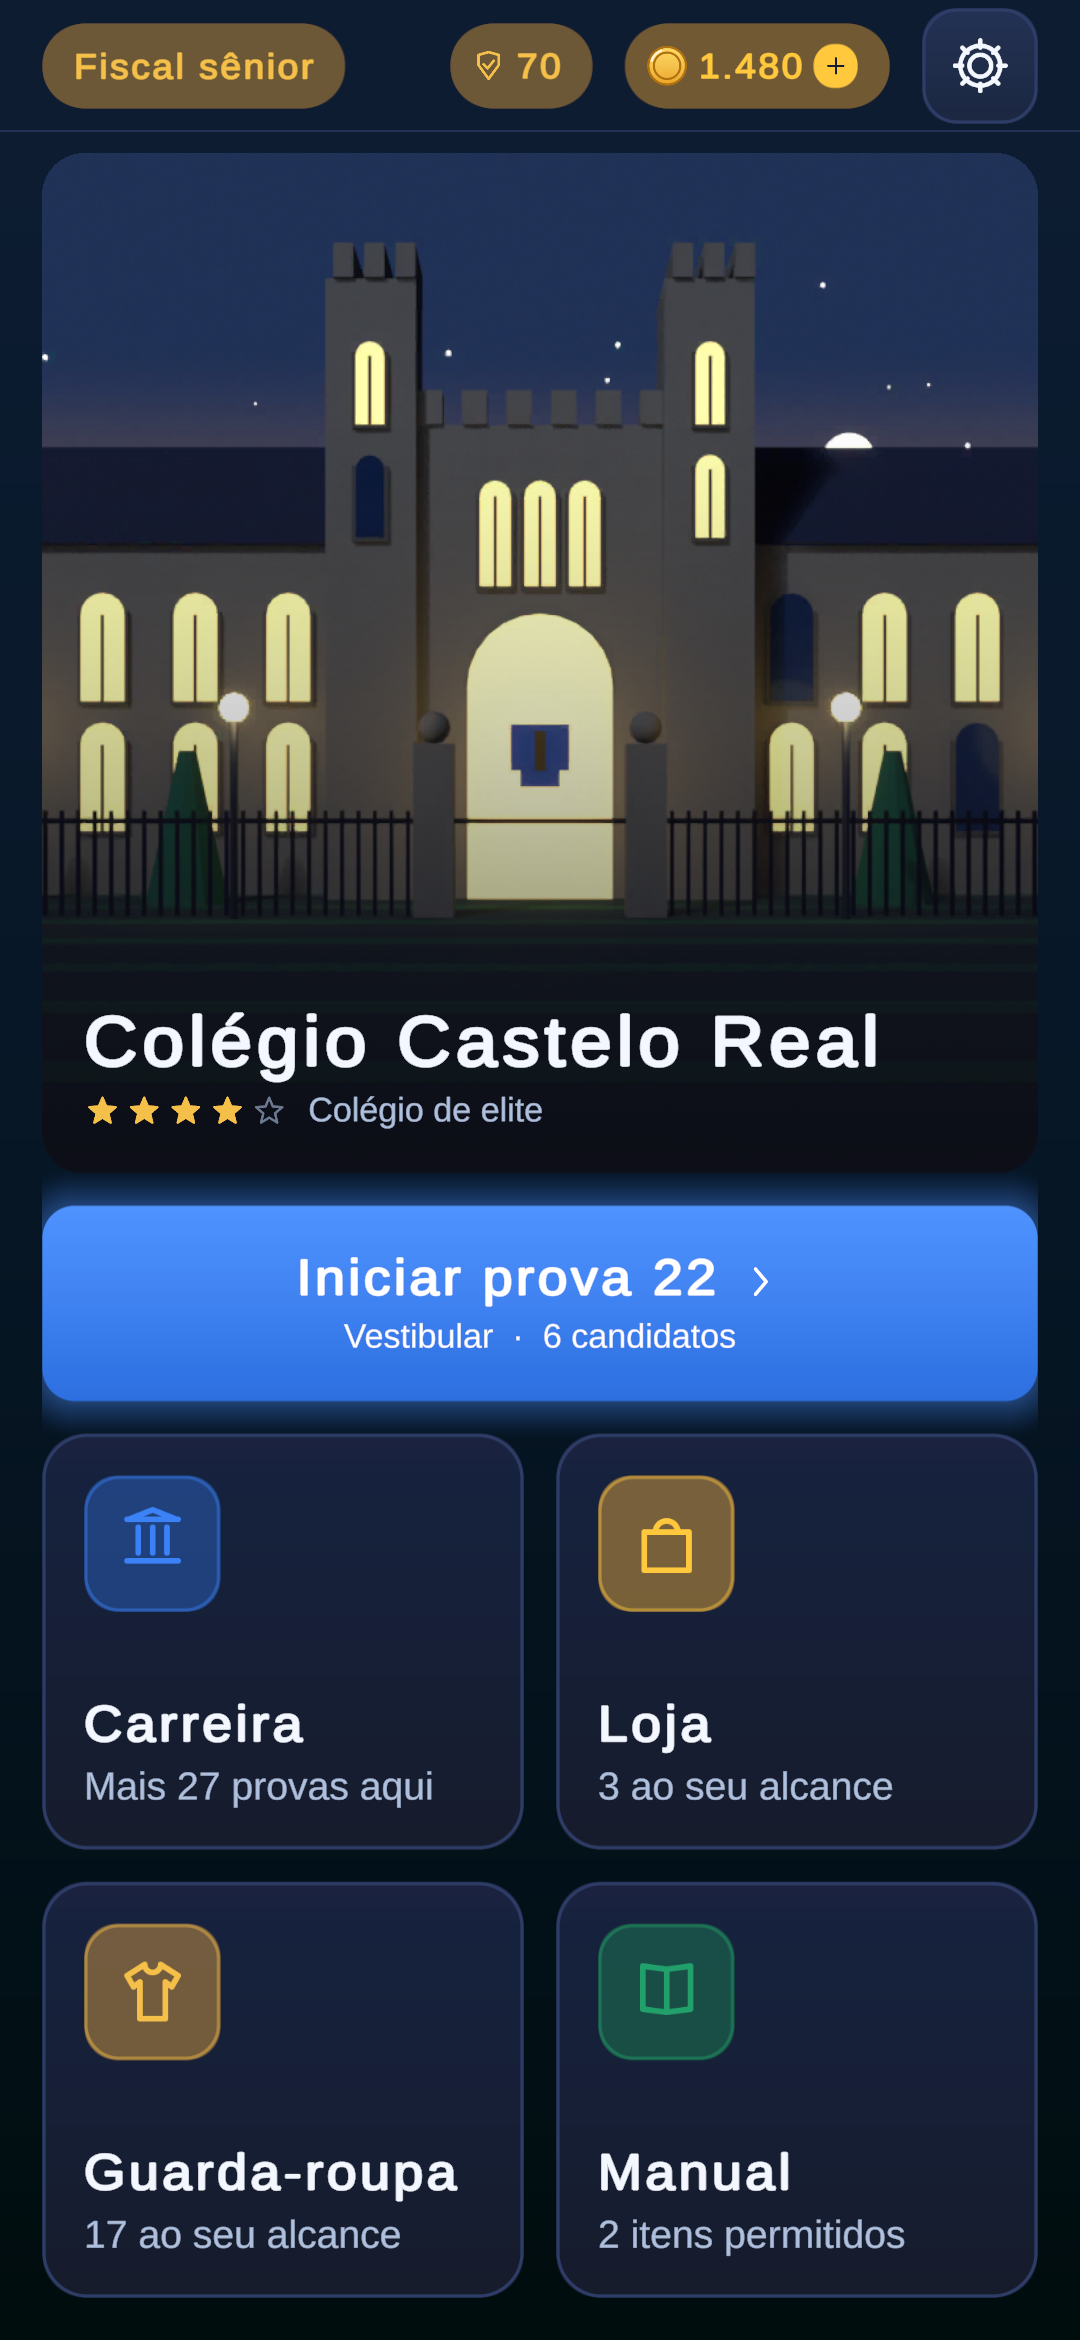 Fiscal sênior
70
1.480
Colégio Castelo Real
Colégio de elite
Iniciar prova 22
Vestibular · 6 candidatos
Carreira
Mais 27 provas aqui
Loja
3 ao seu alcance
Guarda-roupa
17 ao seu alcance
Manual
2 itens permitidos